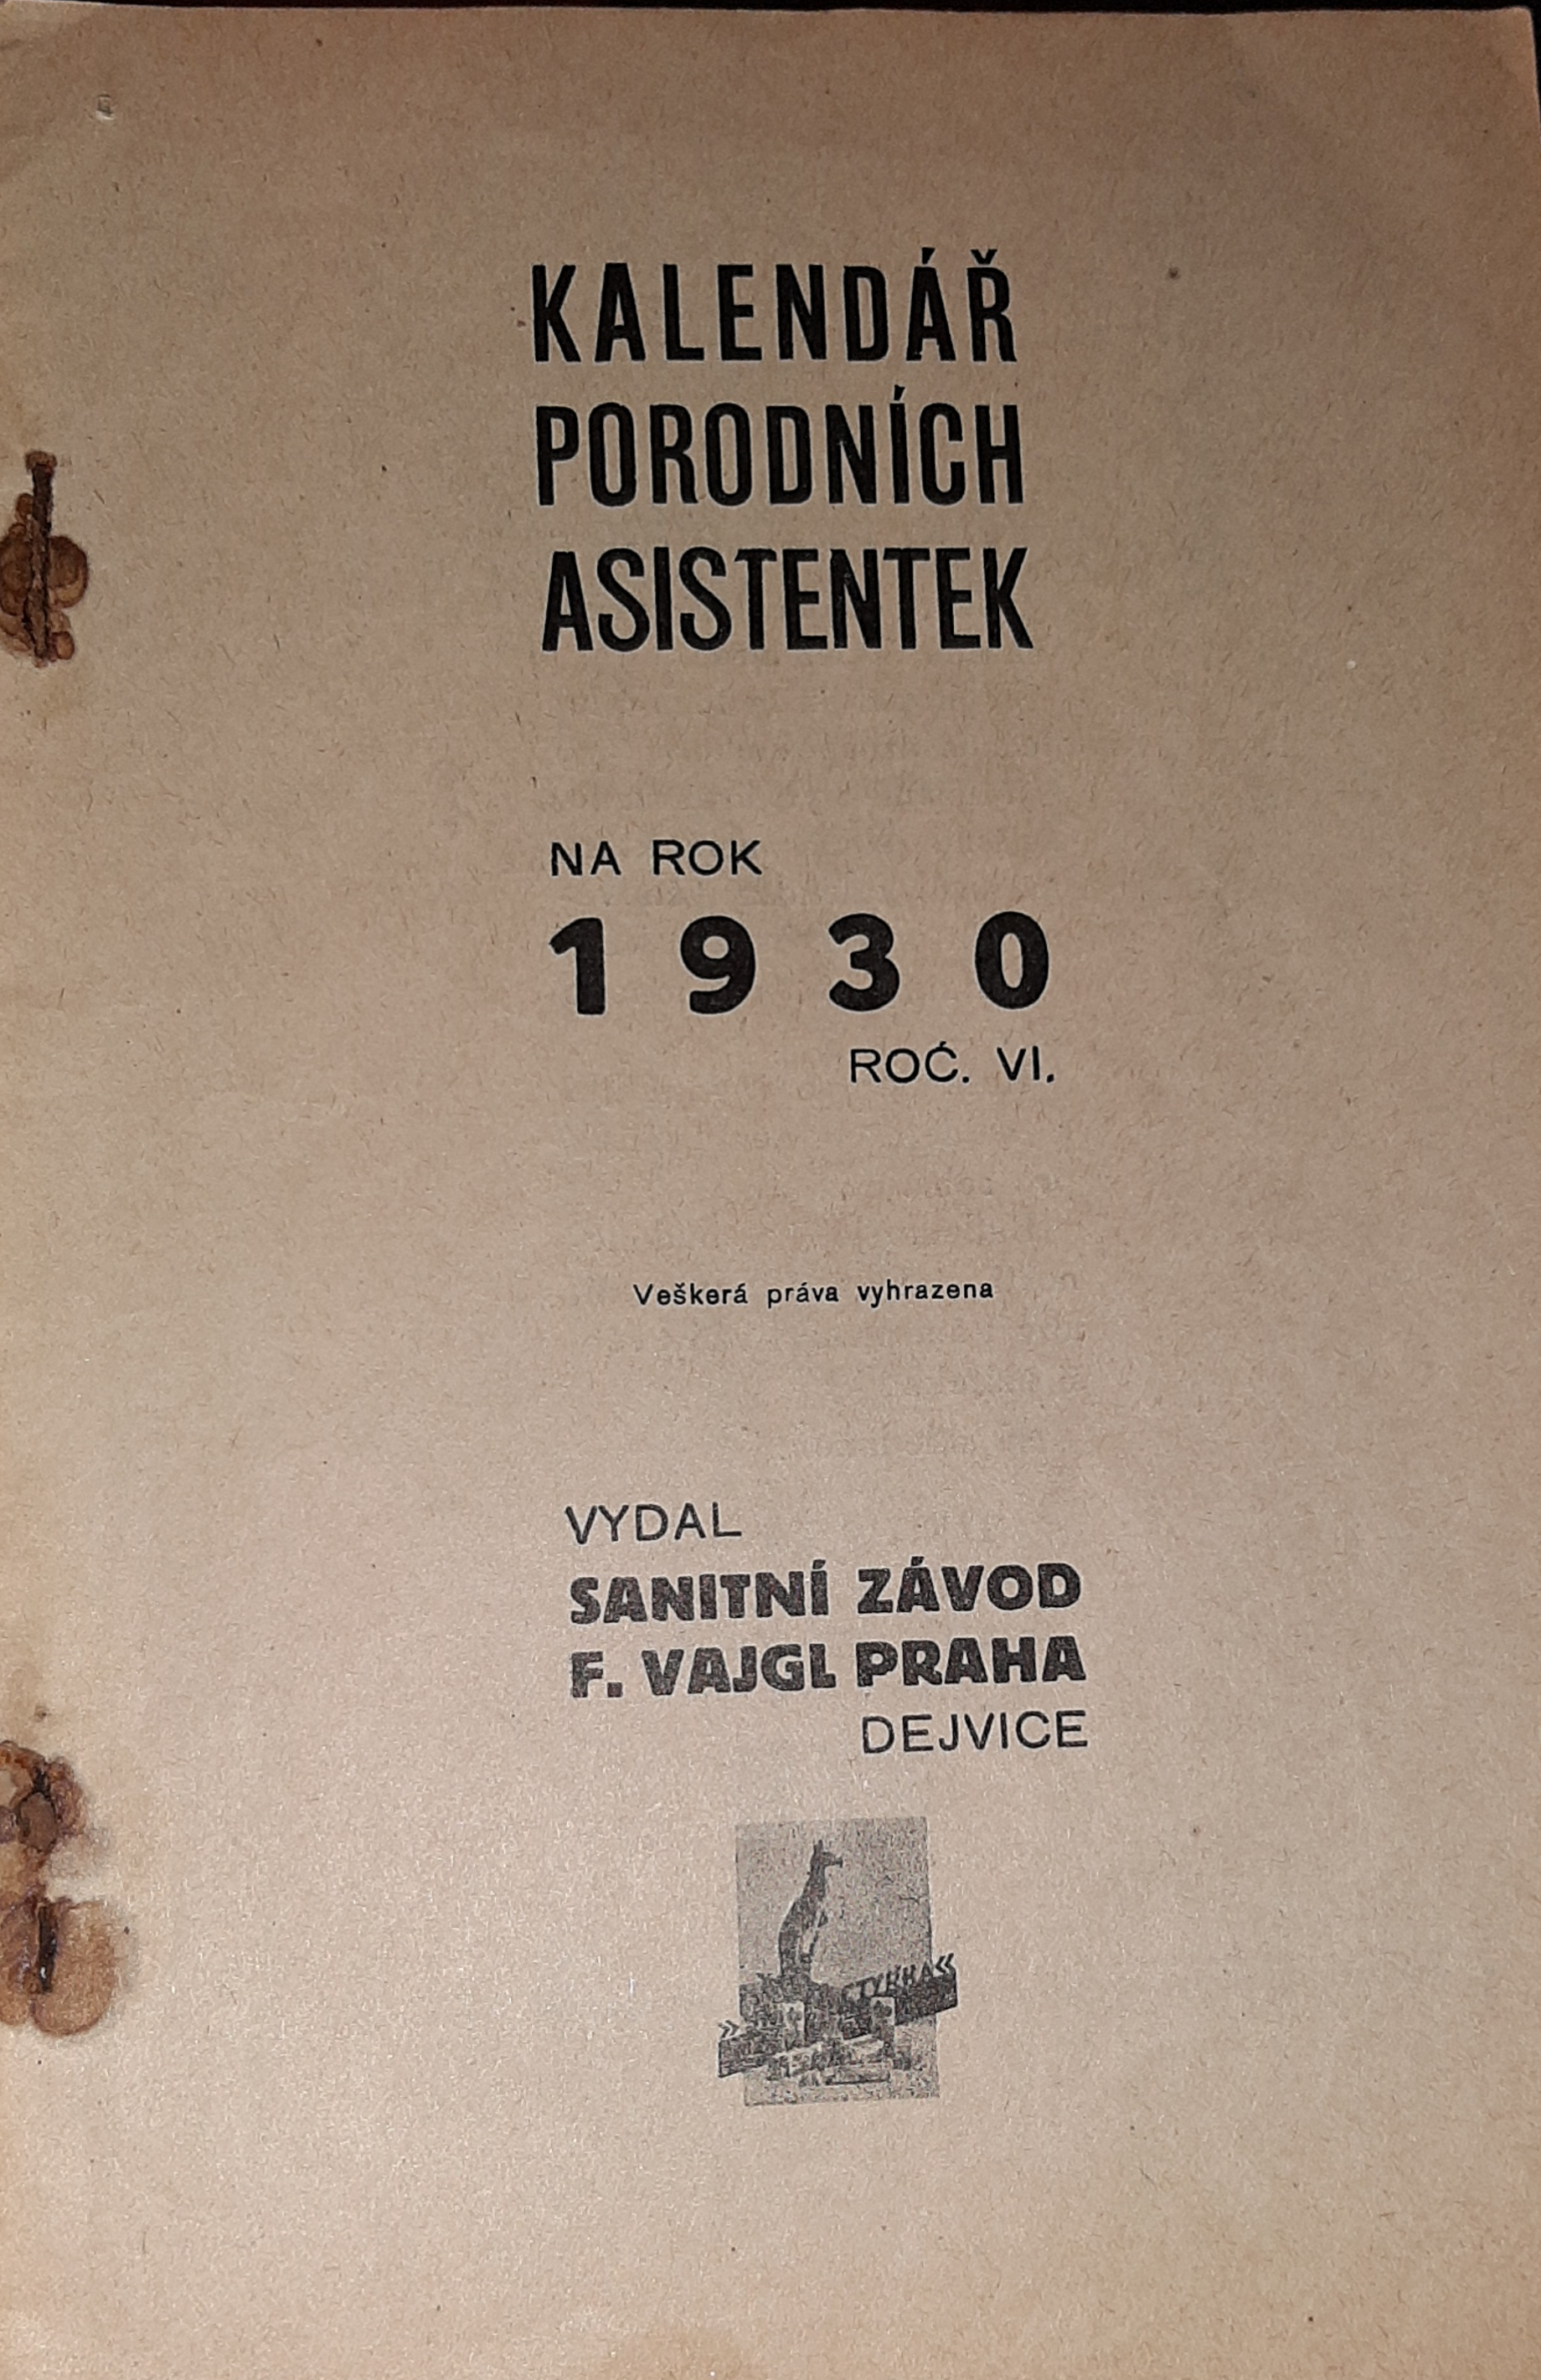 KALENDÁŘ
PORODNÍCH
ASISTENTEK
NA ROK
1930
ROČ. VI.
Veškerá práva vyhrazena
VYDAL
SANITNÍ ZÁVOD
F. VAJGL PRAHA
DEJVICE